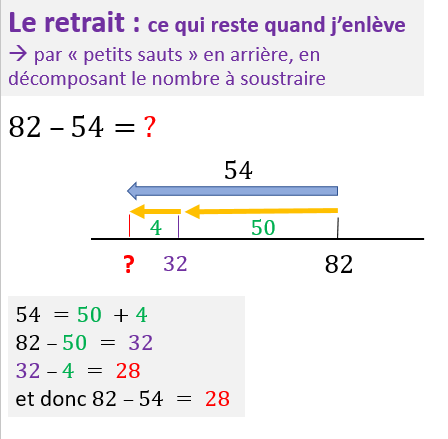 Le retrait : ce qui reste quand j’enlève
→ par « petits sauts » en arrière, en
décomposant le nombre à soustraire
82 – 54 = ?
54
4 50
? 32 82
54 = 50 + 4
82 – 50 = 32
32 – 4 = 28
et donc 82 – 54 = 28